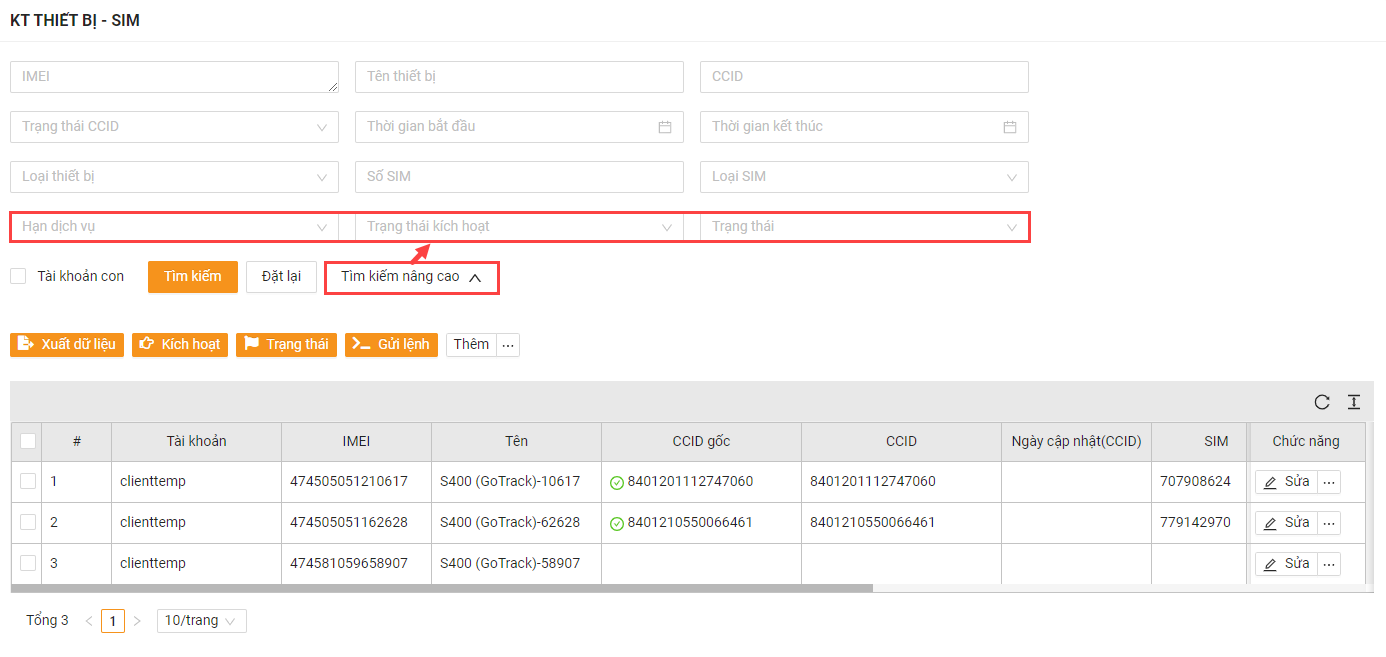 KT THIẾT BỊ - SIM
IMEI Tên thiết bị CCID
Trạng thái CCID Thời gian bắt đầu Thời gian kết thúc
Loại thiết bị Số SIM Loại SIM
Hạn dịch vụ Trạng thái kích hoạt Trạng thái
Tài khoản con Tìm kiếm Đặt lại Tìm kiếm nâng cao
Xuất dữ liệu Kích hoạt Trạng thái Gửi lệnh Thêm ...
# Tài khoản IMEI Tên CCID gốc CCID Ngày cập nhật(CCID) SIM Chức năng
1 clienttemp 474505051210617 S400 (GoTrack)-10617 8401201112747060 8401201112747060 707908624 Sửa ...
2 clienttemp 474505051162628 S400 (GoTrack)-62628 8401210550066461 8401210550066461 779142970 Sửa ...
3 clienttemp 474581059658907 S400 (GoTrack)-58907 Sửa ...
Tổng 3 < 1 > 10/trang